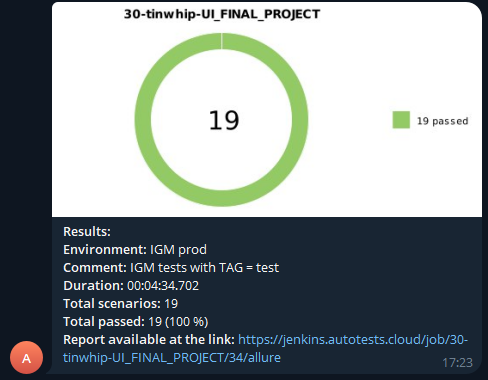 30-tinwhip-UI_FINAL_PROJECT
19
19 passed
Results:
Environment: IGM prod
Comment: IGM tests with TAG = test
Duration: 00:04:34.702
Total scenarios: 19
Total passed: 19 (100 %)
Report available at the link: https://jenkins.autotests.cloud/job/30-
tinwhip-UI_FINAL_PROJECT/34/allure
A
17:23